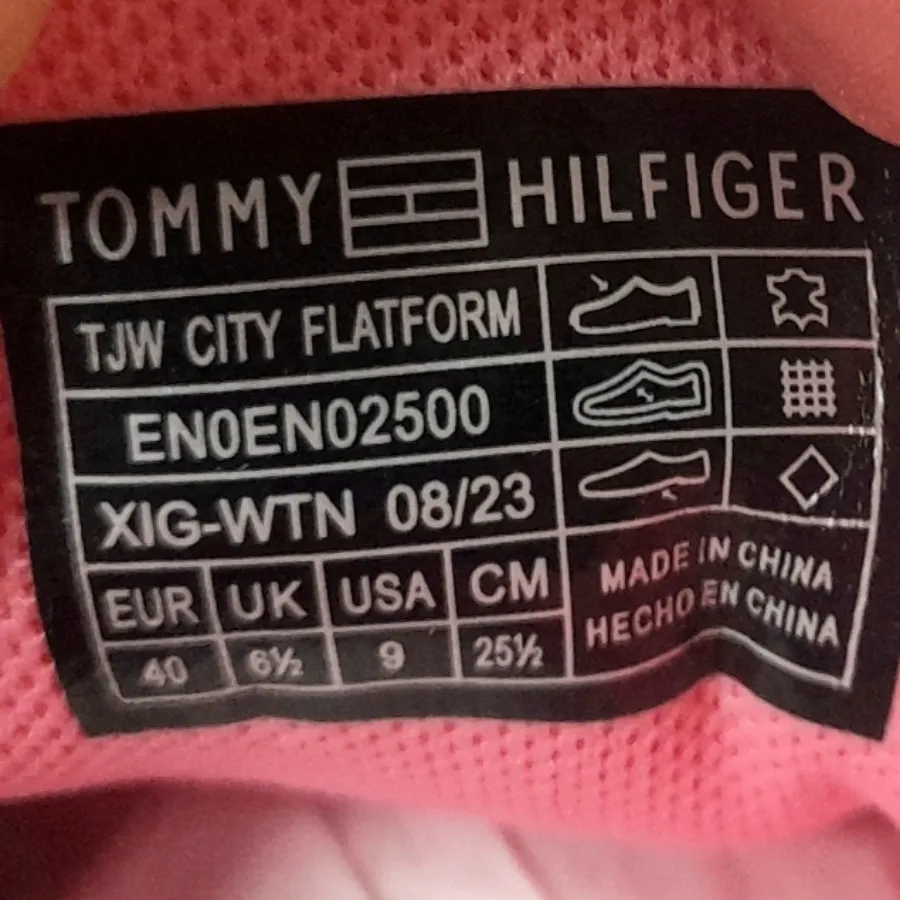 TOMMY HILFIGER
TJW CITY FLATFORM
EN0EN02500
XIG-WTN 08/23
EUR UK USA CM
40 6½ 9 25½
MADE IN CHINA
HECHO EN CHINA